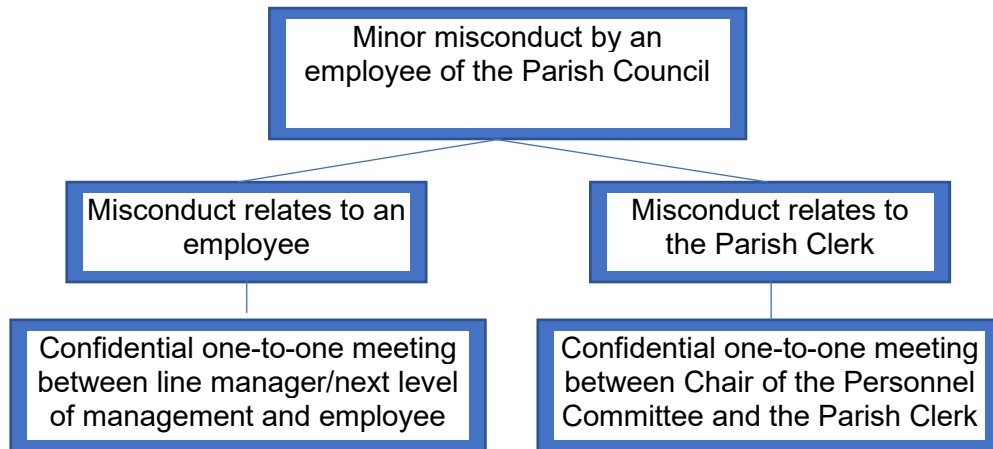 Minor misconduct by an
employee of the Parish Council
Misconduct relates to an
employee
Misconduct relates to
the Parish Clerk
Confidential one-to-one meeting
between line manager/next level
of management and employee
Confidential one-to-one meeting
between Chair of the Personnel
Committee and the Parish Clerk